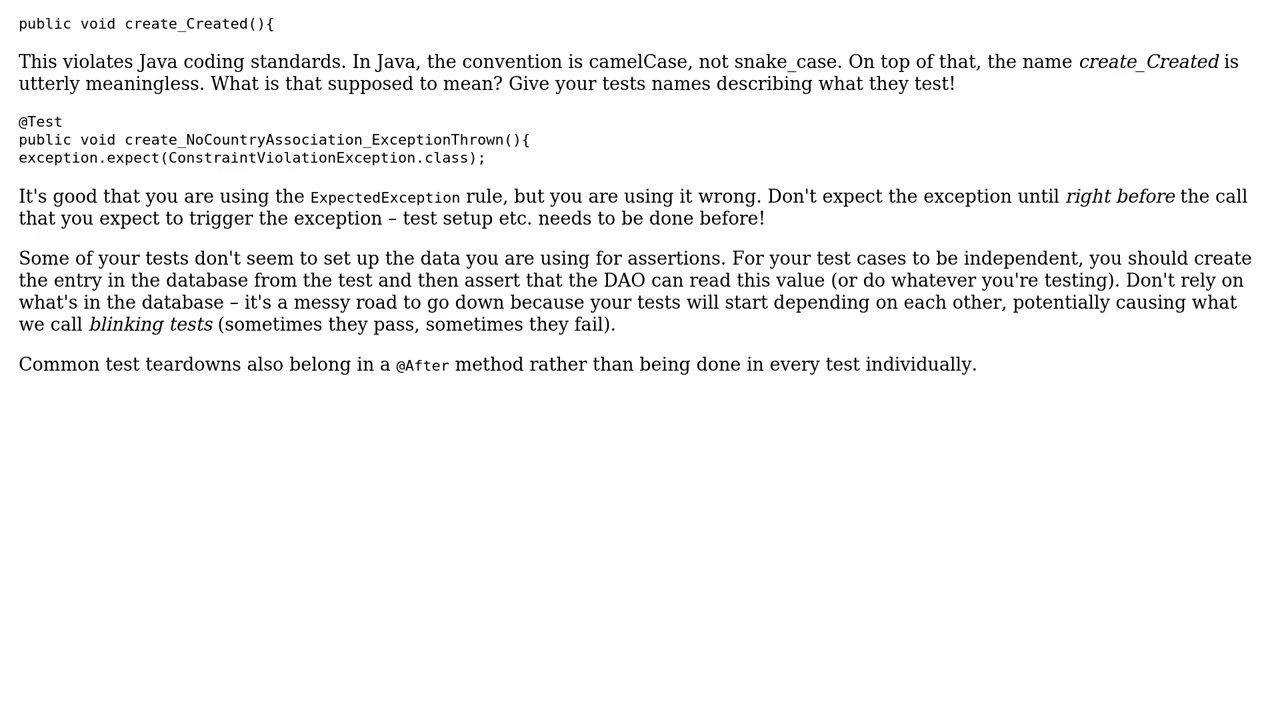 public void create_Created(){
This violates Java coding standards. In Java, the convention is camelCase, not snake_case. On top of that, the name create_Created is
utterly meaningless. What is that supposed to mean? Give your tests names describing what they test!
@Test
public void create_NoCountryAssociation_ExceptionThrown(){
exception.expect(ConstraintViolationException.class);
It's good that you are using the ExpectedException rule, but you are using it wrong. Don't expect the exception until right before the call
that you expect to trigger the exception – test setup etc. needs to be done before!
Some of your tests don't seem to set up the data you are using for assertions. For your test cases to be independent, you should create
the entry in the database from the test and then assert that the DAO can read this value (or do whatever you're testing). Don't rely on
what's in the database – it's a messy road to go down because your tests will start depending on each other, potentially causing what
we call blinking tests (sometimes they pass, sometimes they fail).
Common test teardowns also belong in a @After method rather than being done in every test individually.